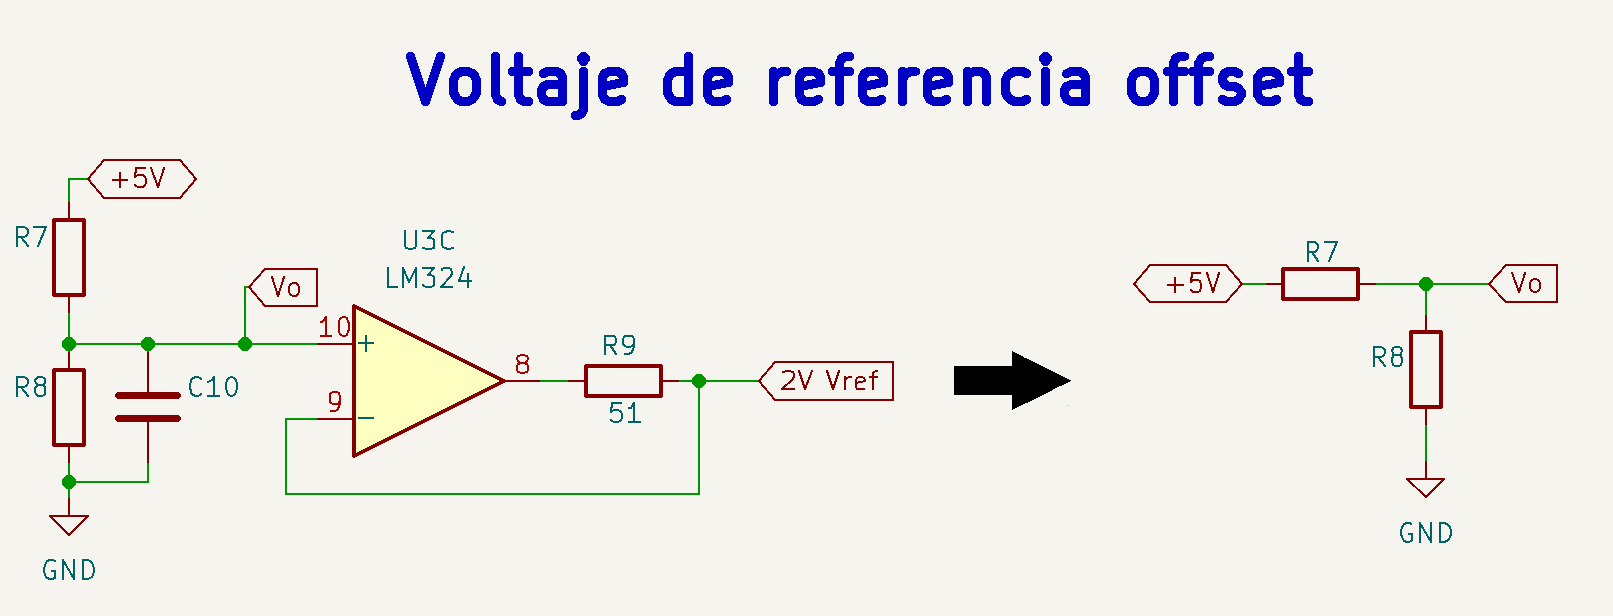 Voltaje de referencia offset
+5V
R7
Vo
R8
C10
GND
U3C
LM324
10
+
9
-
8
R9
51
2V Vref
+5V
R7
Vo
R8
GND